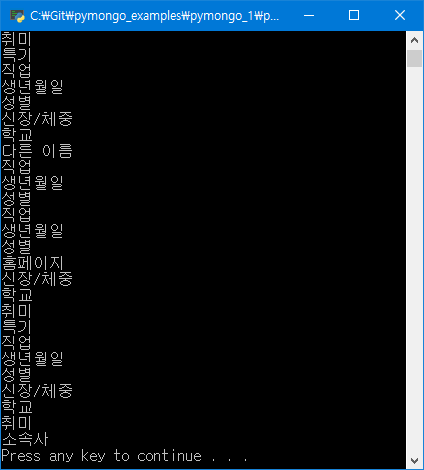 C:₩Git₩pymongo_examples₩pymongo_1₩p...
취미
특기
직업
생년월일
성별
신장/체중
학교
다른 이름
직업
생년월일
성별
직업
생년월일
성별
홈페이지
신장/체중
학교
취미
특기
직업
생년월일
성별
신장/체중
학교
취미
소속사
Press any key to continue . . .